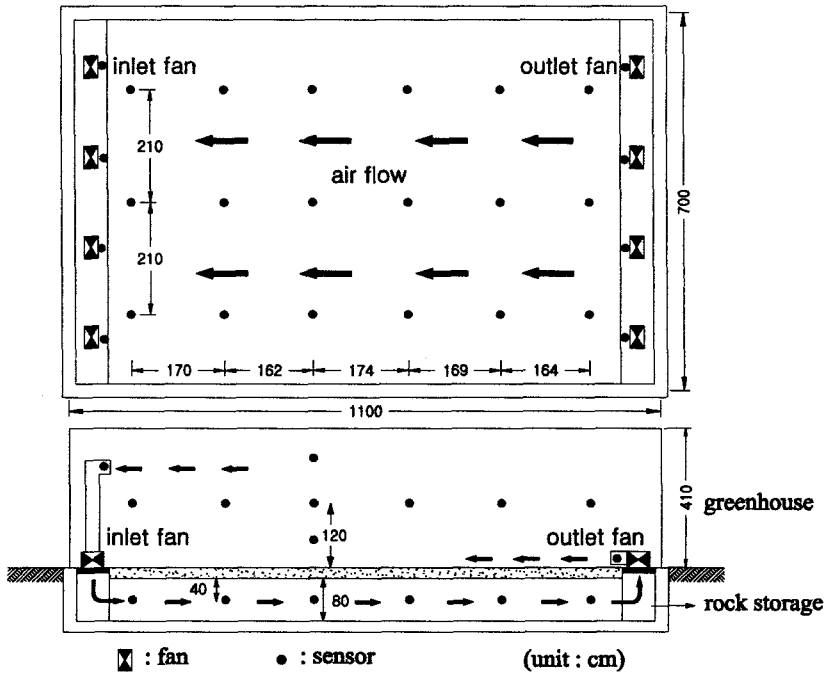 inlet fan
outlet fan
210
air flow
700
210
170 162 174 169 164
1100
410
greenhouse
inlet fan
120
outlet fan
40
80
rock storage
: fan
: sensor
(unit : cm)